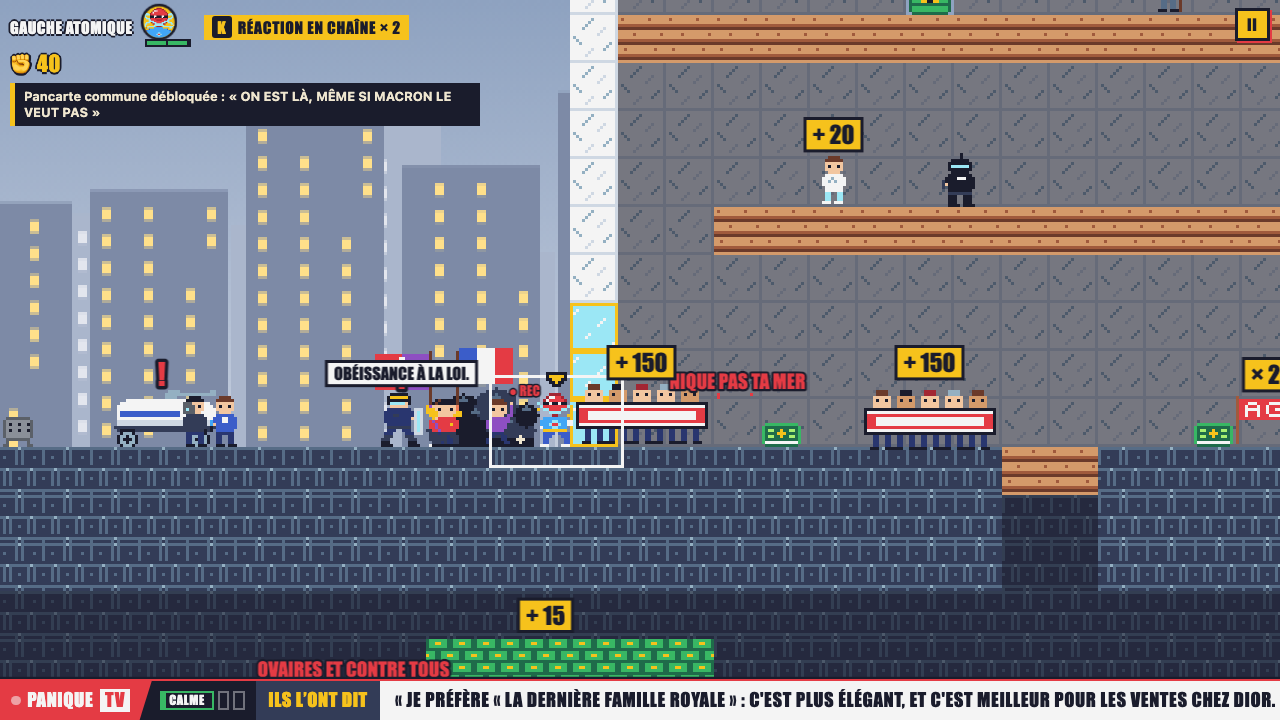 GAUCHE ATOMIQUE
K RÉACTION EN CHAÎNE × 2
40
Pancarte commune débloquée : « ON EST LÀ, MÊME SI MACRON LE
VEUT PAS »
+ 20
!
OBÉISSANCE À LA LOI.
+ 150
NIQUE PAS TA MER
+ 150
× 2
REC
AG
+ 15
OVAIRES ET CONTRE TOUS
PANIQUE TV
CALME
ILS L'ONT DIT
« JE PRÉFÈRE « LA DERNIÈRE FAMILLE ROYALE » : C'EST PLUS ÉLÉGANT, ET C'EST MEILLEUR POUR LES VENTES CHEZ DIOR.